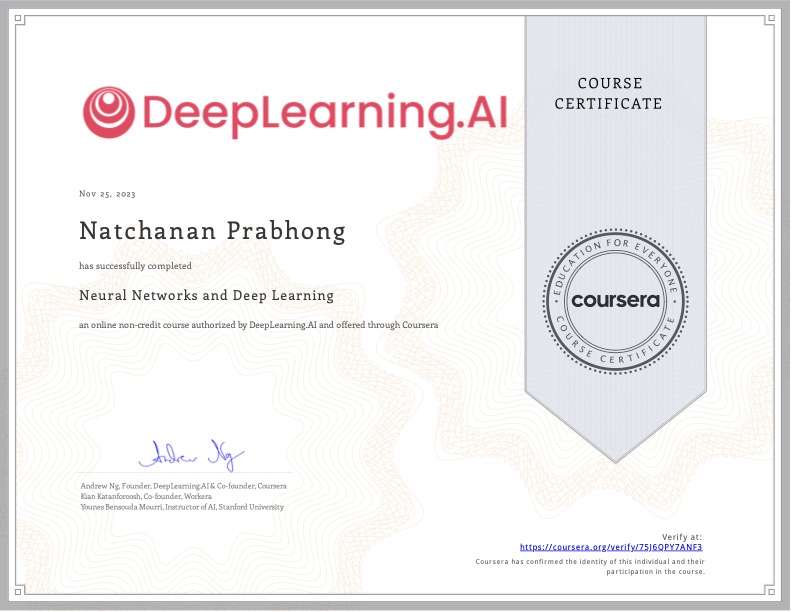 DeepLearning.AI
COURSE
CERTIFICATE
Nov 25, 2023
Natchanan Prabhong
has successfully completed
Neural Networks and Deep Learning
an online non-credit course authorized by DeepLearning.AI and offered through Coursera
EDUCATION FOR EVERYONE
coursera
COURSE CERTIFICATE
Andrew Ng
Andrew Ng, Founder, DeepLearning.AI & Co-founder, Coursera
Kian Katanforoosh, Co-founder, Workera
Younes Bensouda Mourri, Instructor of AI, Stanford University
Verify at:
https://coursera.org/verify/75J6QPY7ANF3
Coursera has confirmed the identity of this individual and their
participation in the course.